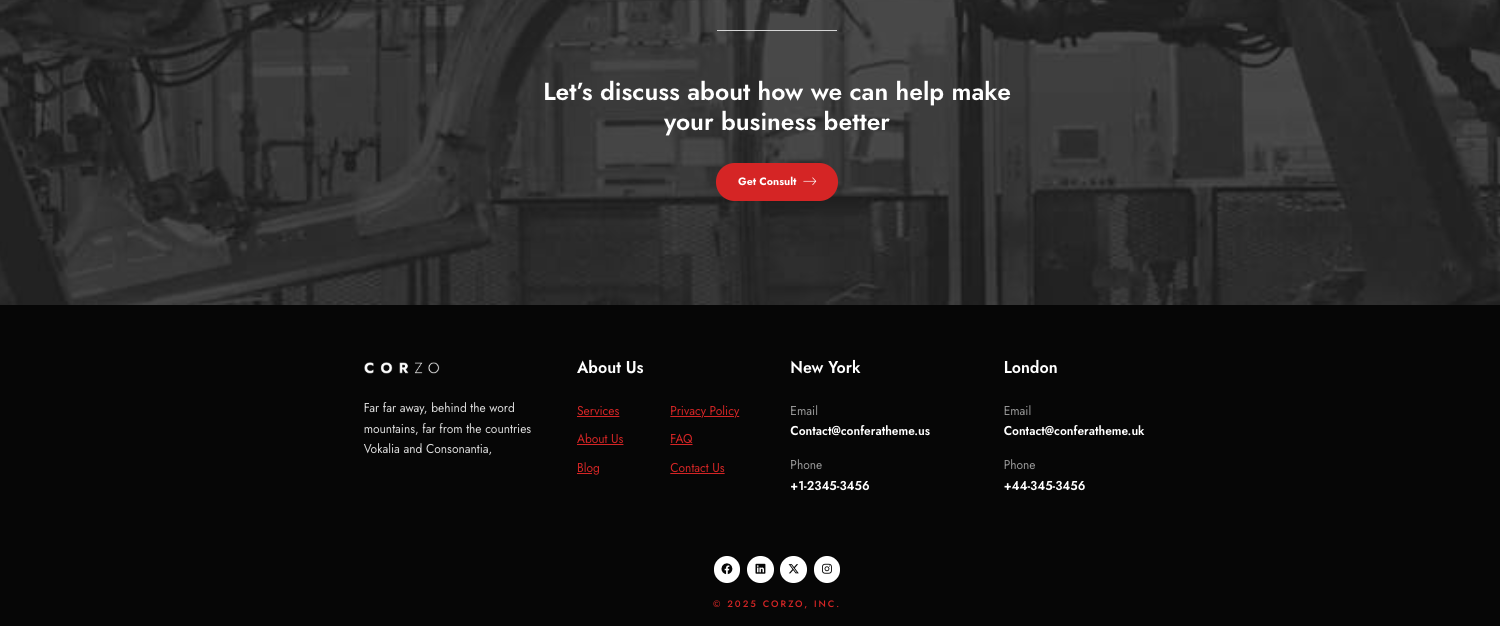 Let’s discuss about how we can help make
your business better
Get Consult
CORZO
Far far away, behind the word
mountains, far from the countries
Vokalia and Consonantia,
About Us
Services
About Us
Blog
Privacy Policy
FAQ
Contact Us
New York
Email
Contact@conferatheme.us
Phone
+1-2345-3456
London
Email
Contact@conferatheme.uk
Phone
+44-345-3456
© 2025 CORZO, INC.